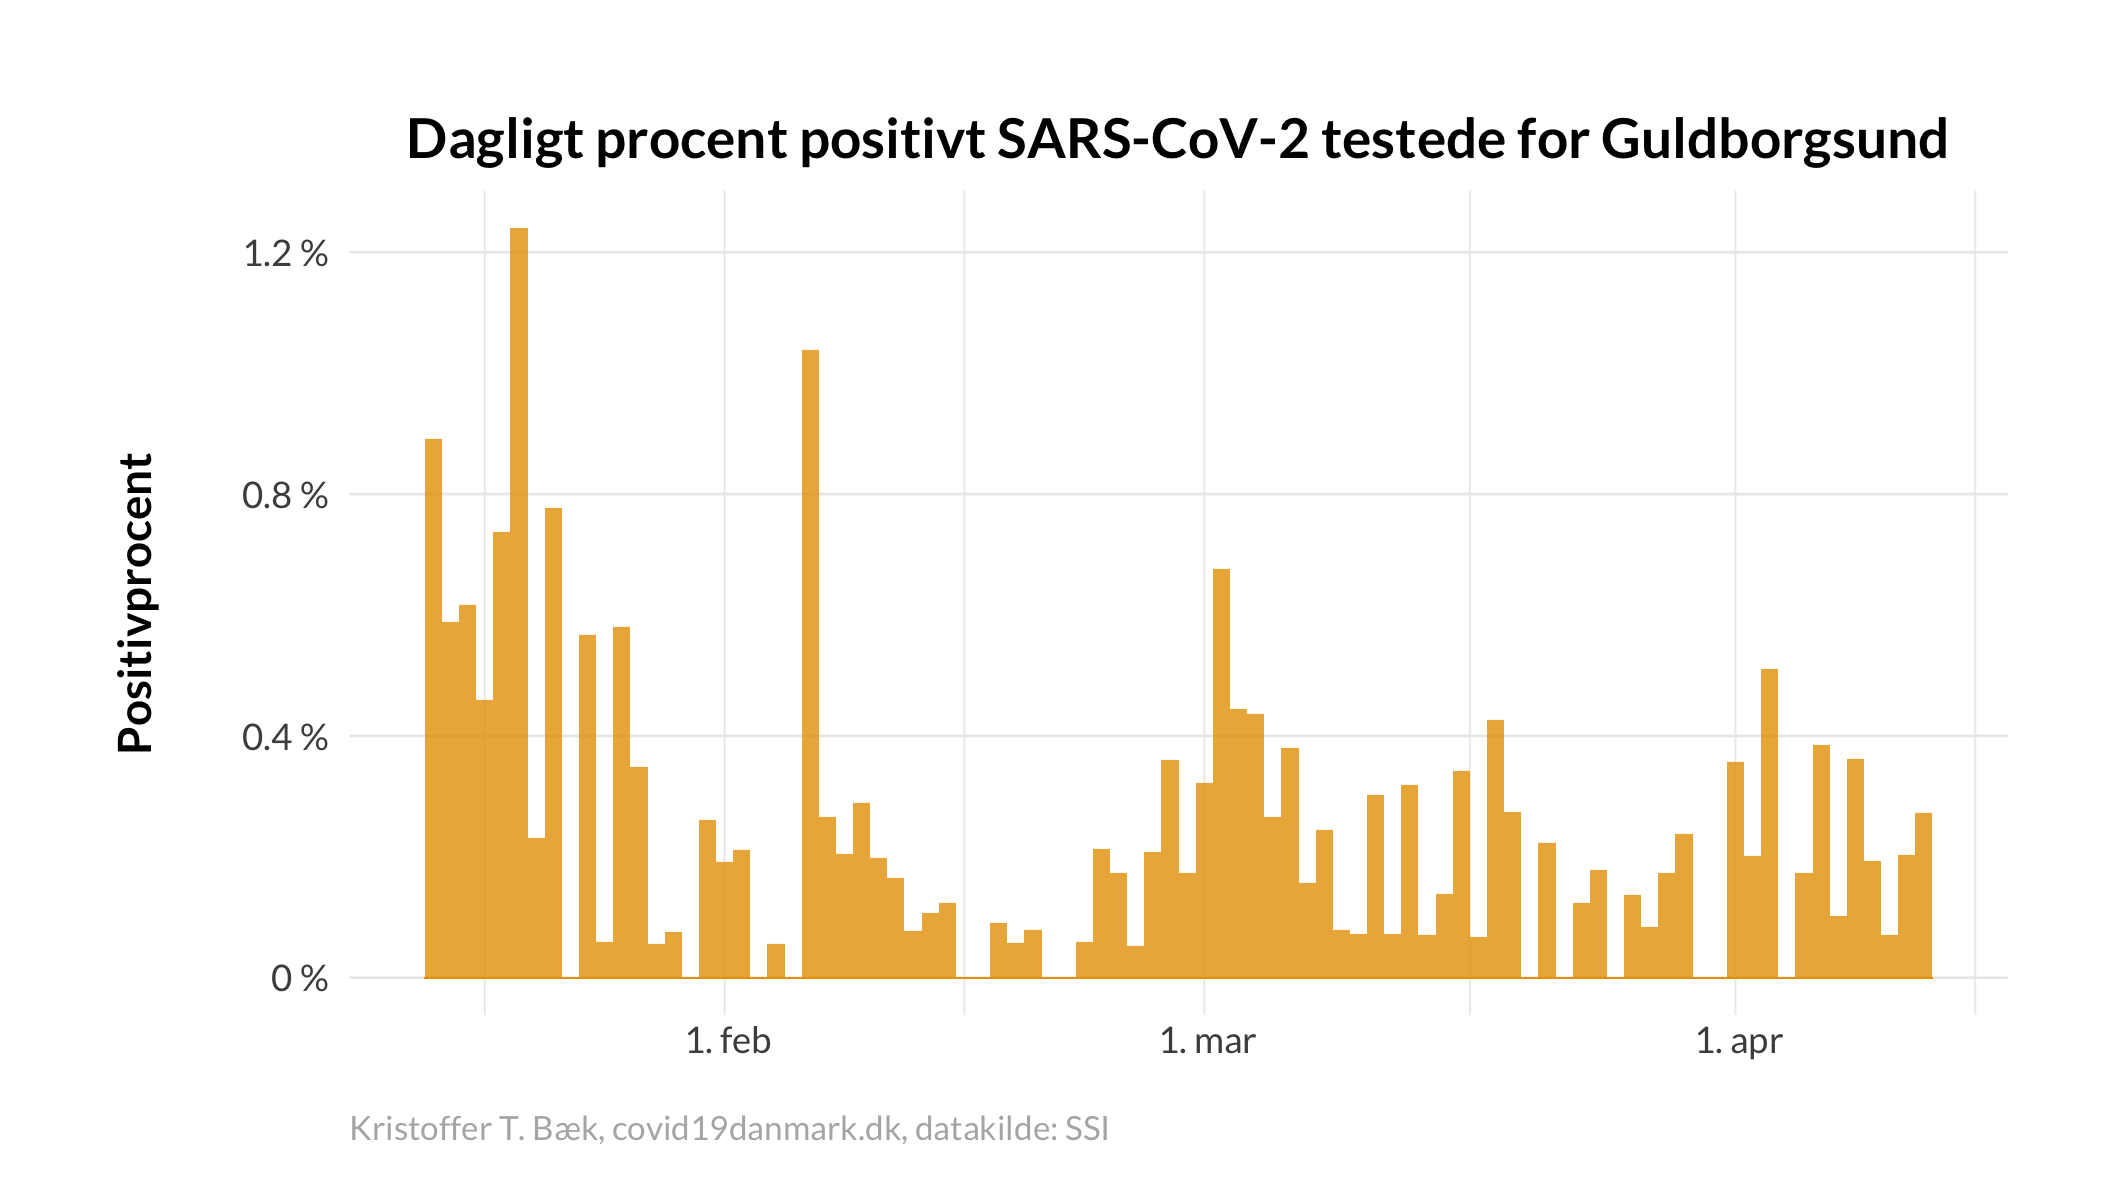 Dagligt procent positivt SARS-CoV-2 testede for Guldborgsund
Positivprocent
1.2 %
0.8 %
0.4 %
0 %
1. feb
1. mar
1. apr
Kristoffer T. Bæk, covid19danmark.dk, datakilde: SSI